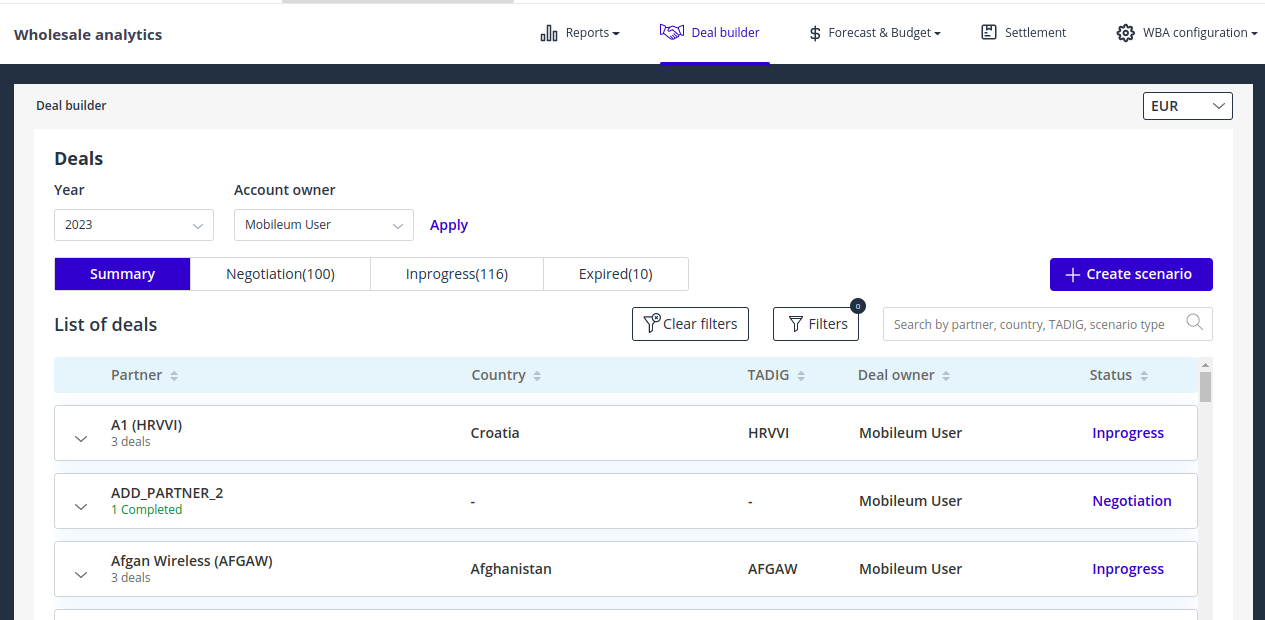 Wholesale analytics
Reports
Deal builder
Forecast & Budget
Settlement
WBA configuration
Deal builder
EUR
Deals
Year
Account owner
2023
Mobileum User
Apply
Summary
Negotiation(100)
Inprogress(116)
Expired(10)
Create scenario
List of deals
Clear filters
Filters
0
Search by partner, country, TADIG, scenario type
Partner
Country
TADIG
Deal owner
Status
A1 (HRVVI)
3 deals
Croatia
HRVVI
Mobileum User
Inprogress
ADD_PARTNER_2
1 Completed
-
-
Mobileum User
Negotiation
Afgan Wireless (AFGAW)
3 deals
Afghanistan
AFGAW
Mobileum User
Inprogress